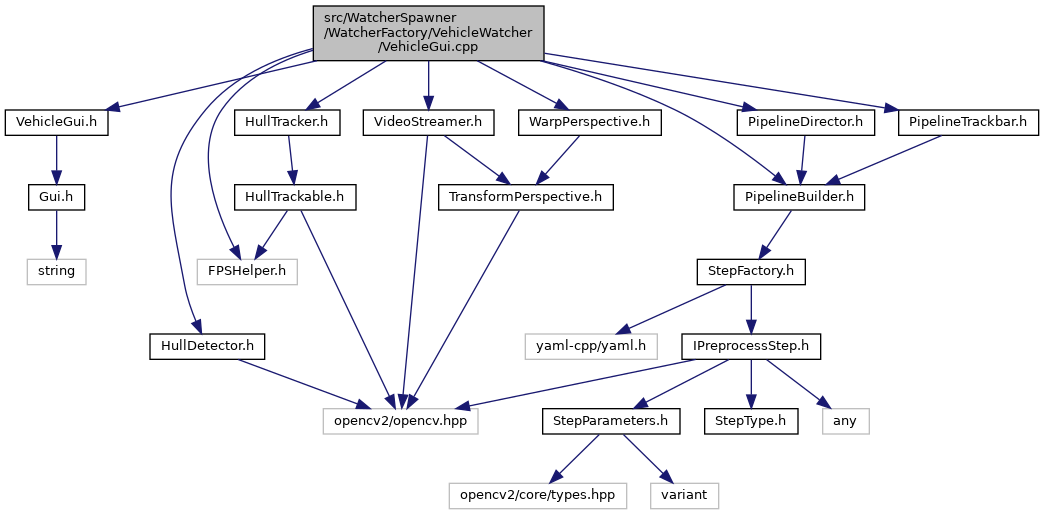 src/WatcherSpawner
/WatcherFactory/VehicleWatcher
/VehicleGui.cpp
VehicleGui.h
HullTracker.h
VideoStreamer.h
WarpPerspective.h
PipelineDirector.h
PipelineTrackbar.h
Gui.h
HullTrackable.h
TransformPerspective.h
PipelineBuilder.h
string
FPSHelper.h
StepFactory.h
HullDetector.h
yaml-cpp/yaml.h
IPreprocessStep.h
opencv2/opencv.hpp
StepParameters.h
StepType.h
any
opencv2/core/types.hpp
variant